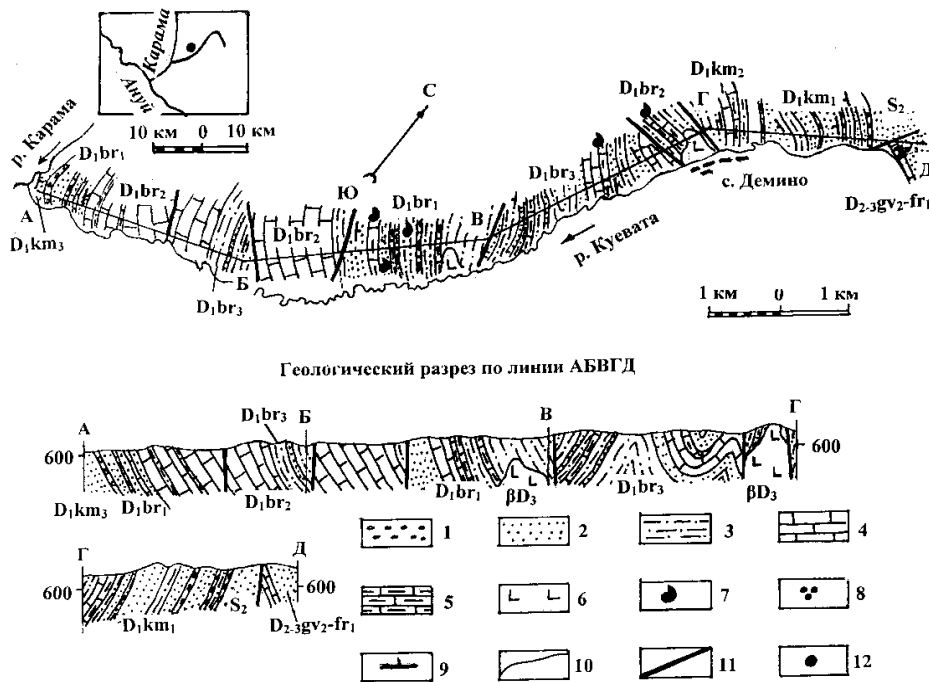 Карама
Ануй
10 км 0 10 км
р. Карама
D₁br₁
D₁br₂
А
D₁km₃
D₁br₃
Б
D₁br₂
Ю
С
D₁br₁
В
D₁br₃
D₁br₂
Г
D₁km₂
D₁km₁
S₂
Д
D₂₋₃gv₂-fr₁
с. Демино
р. Куевата
1 км 0 1 км
Геологический разрез по линии АБВГД
А
D₁br₃
Б
В
Г
600
600
D₁km₃
D₁br₁
D₁br₂
D₁br₁
βD₃
D₁br₃
βD₃
Г
Д
600
600
D₁km₁
S₂
D₂₋₃gv₂-fr₁
1
2
3
4
5
6
7
8
9
10
11
12